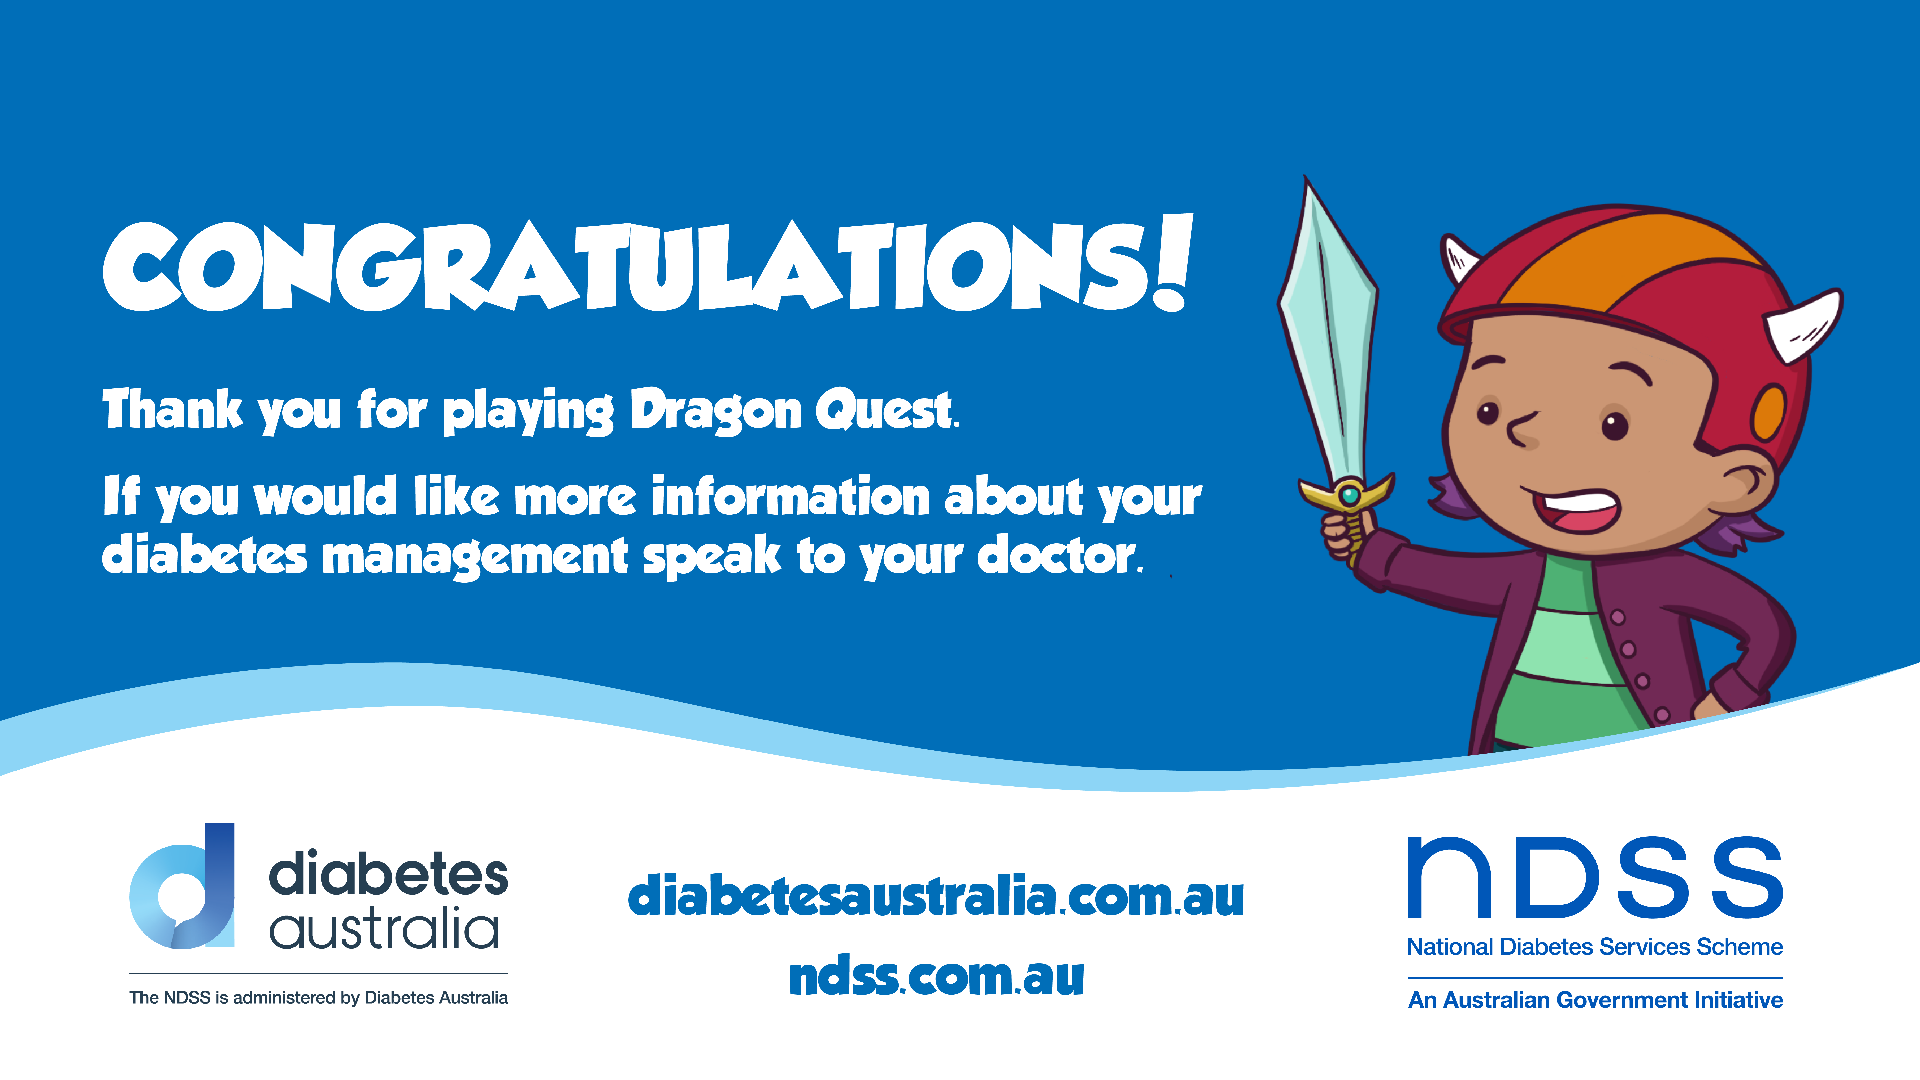 CONGRATULATIONS!
Thank you for playing Dragon Quest.
If you would like more information about your
diabetes management speak to your doctor.
diabetes
australia
The NDSS is administered by Diabetes Australia
diabetesaustralia.com.au
ndss.com.au
NDSS
National Diabetes Services Scheme
An Australian Government Initiative